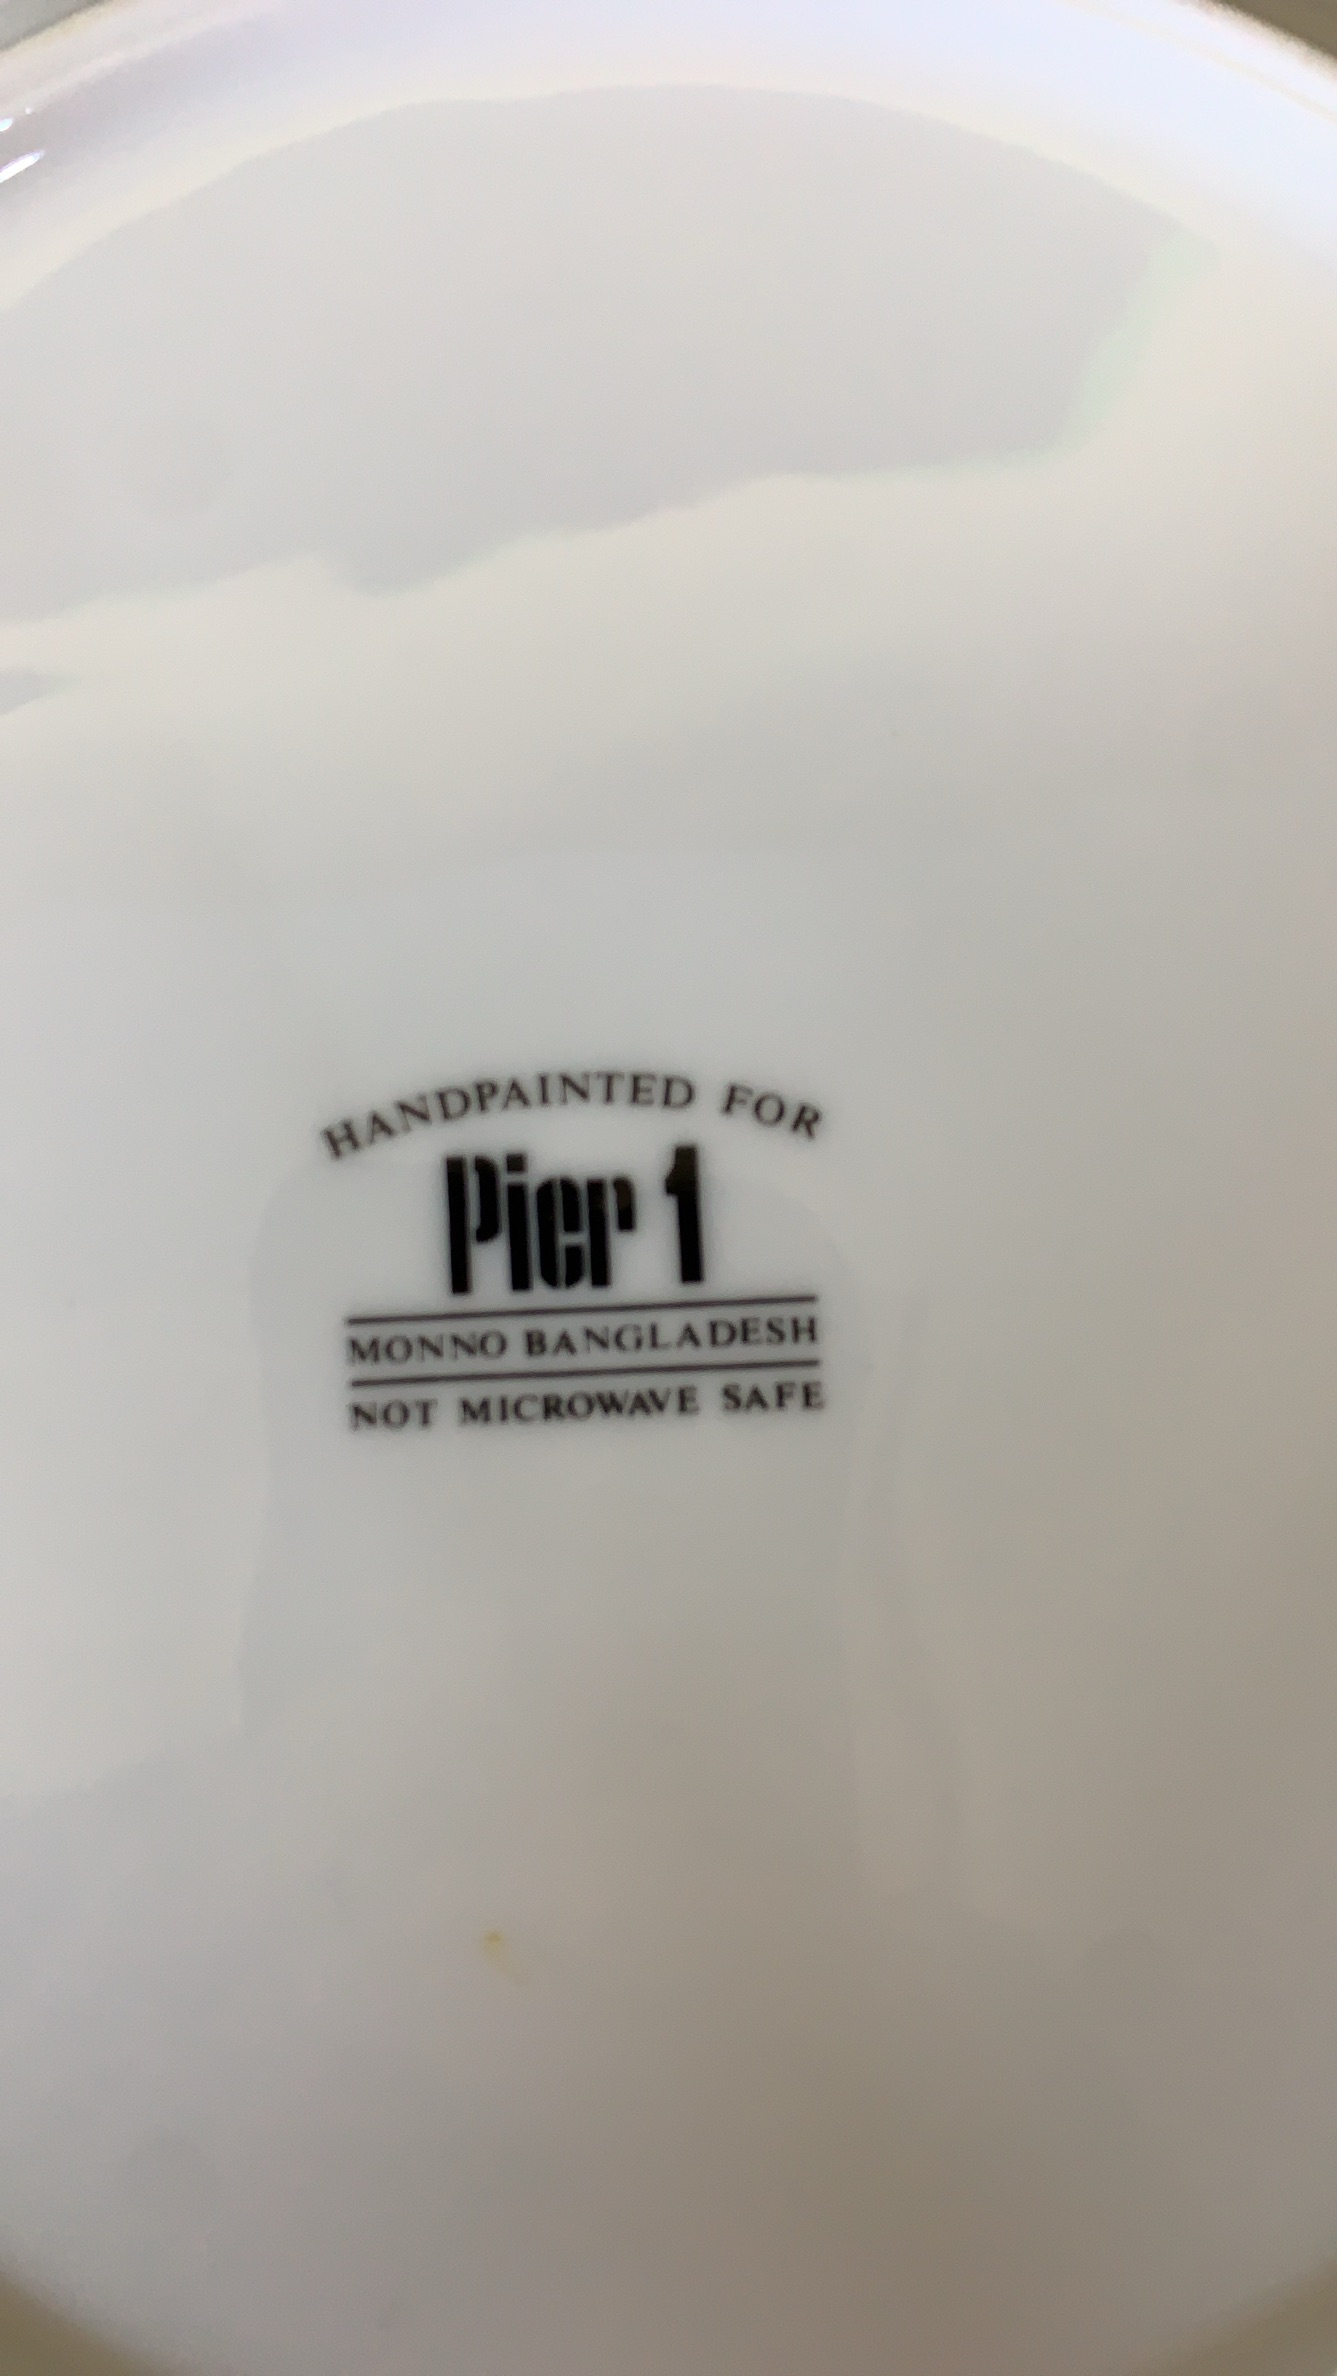 HANDPAINTED FOR
Pier 1
MONNO BANGLADESH
NOT MICROWAVE SAFE